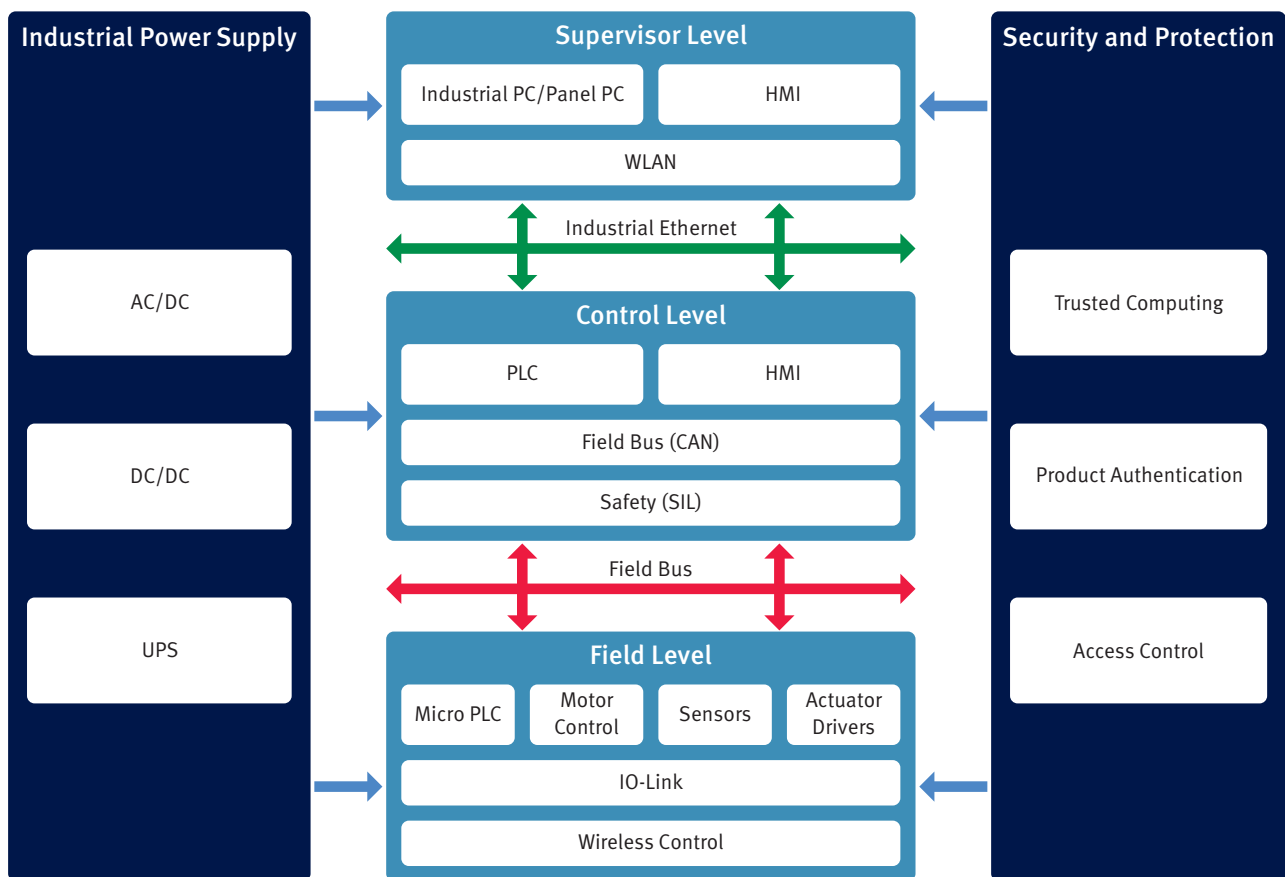 Industrial Power Supply
AC/DC
DC/DC
UPS
Supervisor Level
Industrial PC/Panel PC
HMI
WLAN
Industrial Ethernet
Control Level
PLC
HMI
Field Bus (CAN)
Safety (SIL)
Field Bus
Field Level
Micro PLC
Motor
Control
Sensors
Actuator
Drivers
IO-Link
Wireless Control
Security and Protection
Trusted Computing
Product Authentication
Access Control